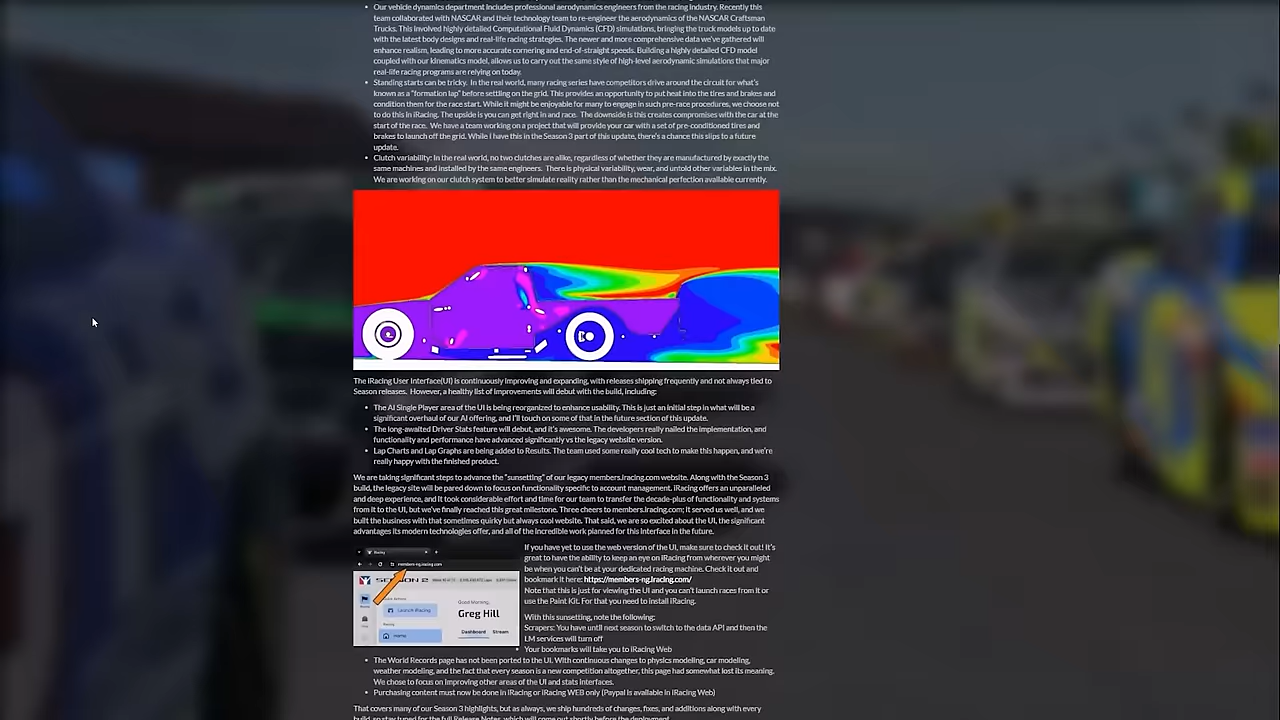 Our vehicle dynamics department includes professional aerodynamics engineers from the racing industry. Recently this
team collaborated with NASCAR and their technology team to re-engineer the aerodynamics of the NASCAR Craftsman
Trucks. This involved highly detailed Computational Fluid Dynamics (CFD) simulations, bringing the truck models up to date
with the latest body designs and real-life racing strategies. The newer and more comprehensive data we've gathered will
enhance realism, leading to more accurate cornering and end-of-straight speeds. Building a highly detailed CFD model
coupled with our kinematics model, allows us to carry out the same style of high-level aerodynamic simulations that major
real-life racing programs are relying on today.
Standing starts can be tricky. In the real world, many racing series have competitors drive around the circuit for what's
known as a "formation lap" before settling on the grid. This provides an opportunity to put heat into the tires and brakes and
condition them for the race start. While it might be enjoyable for many to engage in such pre-race procedures, we choose not
to do this in iRacing. The upside is you can get right in and race. The downside is this creates compromises with the car at the
start of the race. We have a team working on a project that will provide your car with a set of pre-conditioned tires and
brakes to launch off the grid. While I have this in the Season 3 part of this update, there's a chance this slips to a future
update.
Clutch variability: In the real world, no two clutches are alike, regardless of whether they are manufactured by exactly the
same machines and installed by the same engineers. There is physical variability, wear, and untold other variables in the mix.
We are working on our clutch system to better simulate reality rather than the mechanical perfection available currently.
The iRacing User Interface(UI) is continuously improving and expanding, with releases shipping frequently and not always tied to
Season releases. However, a healthy list of improvements will debut with the build, including:
The AI Single Player area of the UI is being reorganized to enhance usability. This is just an initial step in what will be a
significant overhaul of our AI offering, and I'll touch on some of that in the future section of this update.
The long-awaited Driver Stats feature will debut, and it's awesome. The developers really nailed the implementation, and
functionality and performance have advanced significantly vs the legacy website version.
Lap Charts and Lap Graphs are being added to Results. The team used some really cool tech to make this happen, and we're
really happy with the finished product.
We are taking significant steps to advance the "sunsetting" of our legacy members.iracing.com website. Along with the Season 3
build, the legacy site will be pared down to focus on functionality specific to account management. iRacing offers an unparalleled
and deep experience, and it took considerable effort and time for our team to transfer the decade-plus of functionality and systems
from it to the UI, but we've finally reached this great milestone. Three cheers to members.iracing.com; it served us well, and we
built the business with that sometimes quirky but always cool website. That said, we are so excited about the UI, the significant
advantages its modern technologies offer, and all of the incredible work planned for this interface in the future.
If you have yet to use the web version of the UI, make sure to check it out! It's
great to have the ability to keep an eye on iRacing from wherever you might
be when you can't be at your dedicated racing machine. Check it out and
bookmark it here: https://members-ng.iracing.com/
Note that this is just for viewing the UI and you can't launch races from it or
use the Paint Kit. For that you need to install iRacing.
iRacing
members-ng.iracing.com
SEASON 2
Launch iRacing
Good Morning,
Greg Hill
Dashboard Stream
Home
With this sunsetting, note the following:
Scrapers: You have until next season to switch to the data API and then the
LM services will turn off
Your bookmarks will take you to iRacing Web
The World Records page has not been ported to the UI. With continuous changes to physics modeling, car modeling,
weather modeling, and the fact that every season is a new competition altogether, this page had somewhat lost its meaning.
We chose to focus on improving other areas of the UI and stats interfaces.
Purchasing content must now be done in iRacing or iRacing WEB only (Paypal is available in iRacing Web)
That covers many of our Season 3 highlights, but as always, we ship hundreds of changes, fixes, and additions along with every
build, so stay tuned for the full Release Notes, which will come out shortly before the deployment.